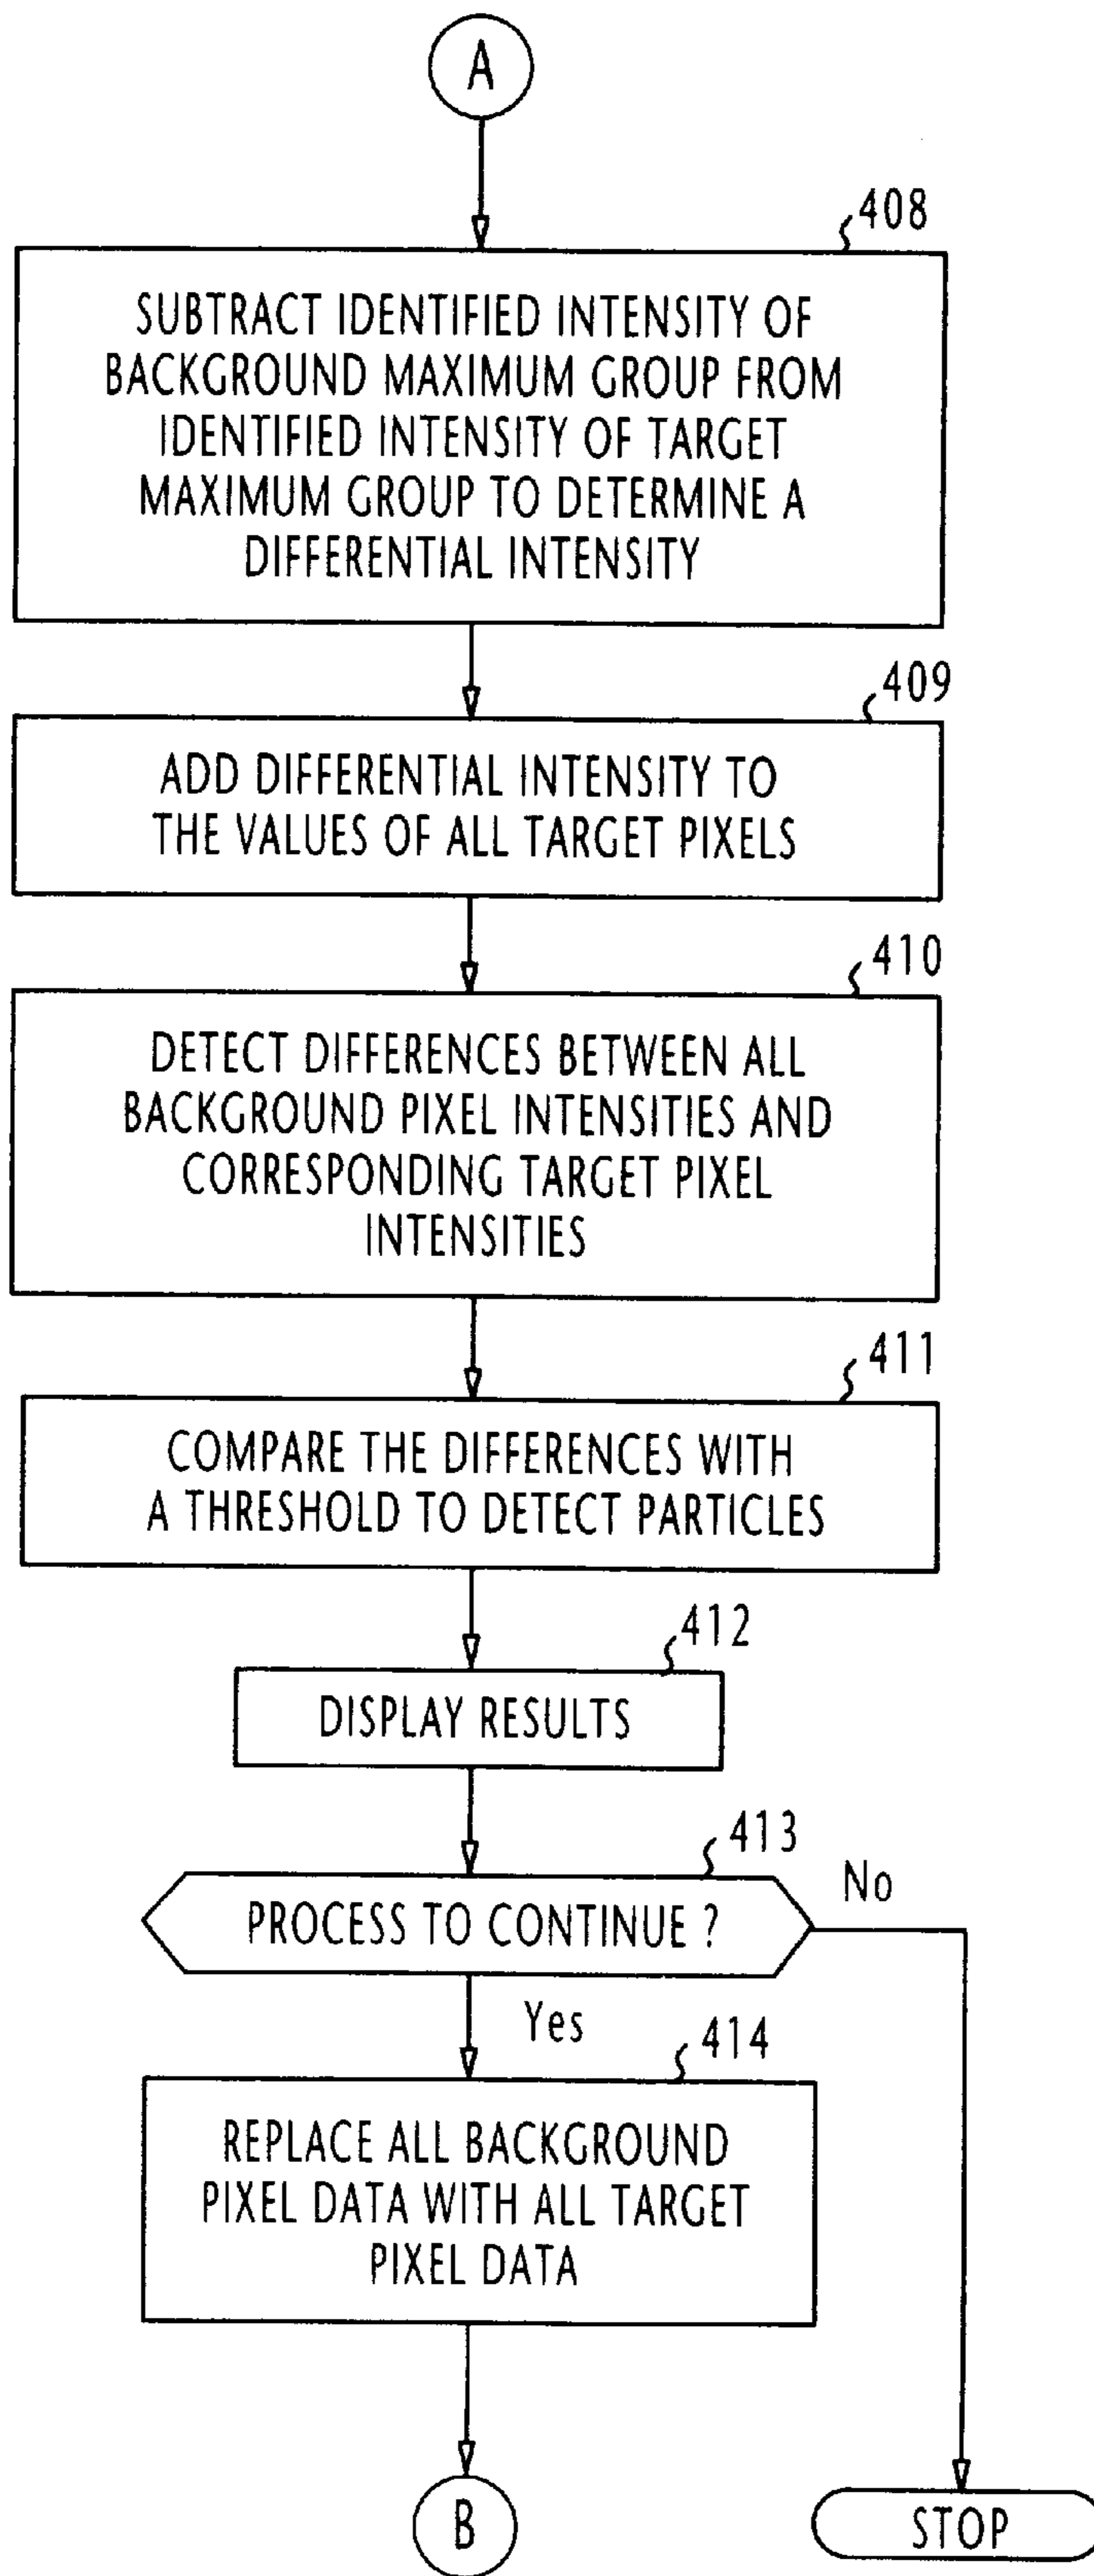 A
408
SUBTRACT IDENTIFIED INTENSITY OF
BACKGROUND MAXIMUM GROUP FROM
IDENTIFIED INTENSITY OF TARGET
MAXIMUM GROUP TO DETERMINE A
DIFFERENTIAL INTENSITY
409
ADD DIFFERENTIAL INTENSITY TO
THE VALUES OF ALL TARGET PIXELS
410
DETECT DIFFERENCES BETWEEN ALL
BACKGROUND PIXEL INTENSITIES AND
CORRESPONDING TARGET PIXEL
INTENSITIES
411
COMPARE THE DIFFERENCES WITH
A THRESHOLD TO DETECT PARTICLES
412
DISPLAY RESULTS
413
PROCESS TO CONTINUE ?
No
Yes
414
REPLACE ALL BACKGROUND
PIXEL DATA WITH ALL TARGET
PIXEL DATA
B
STOP